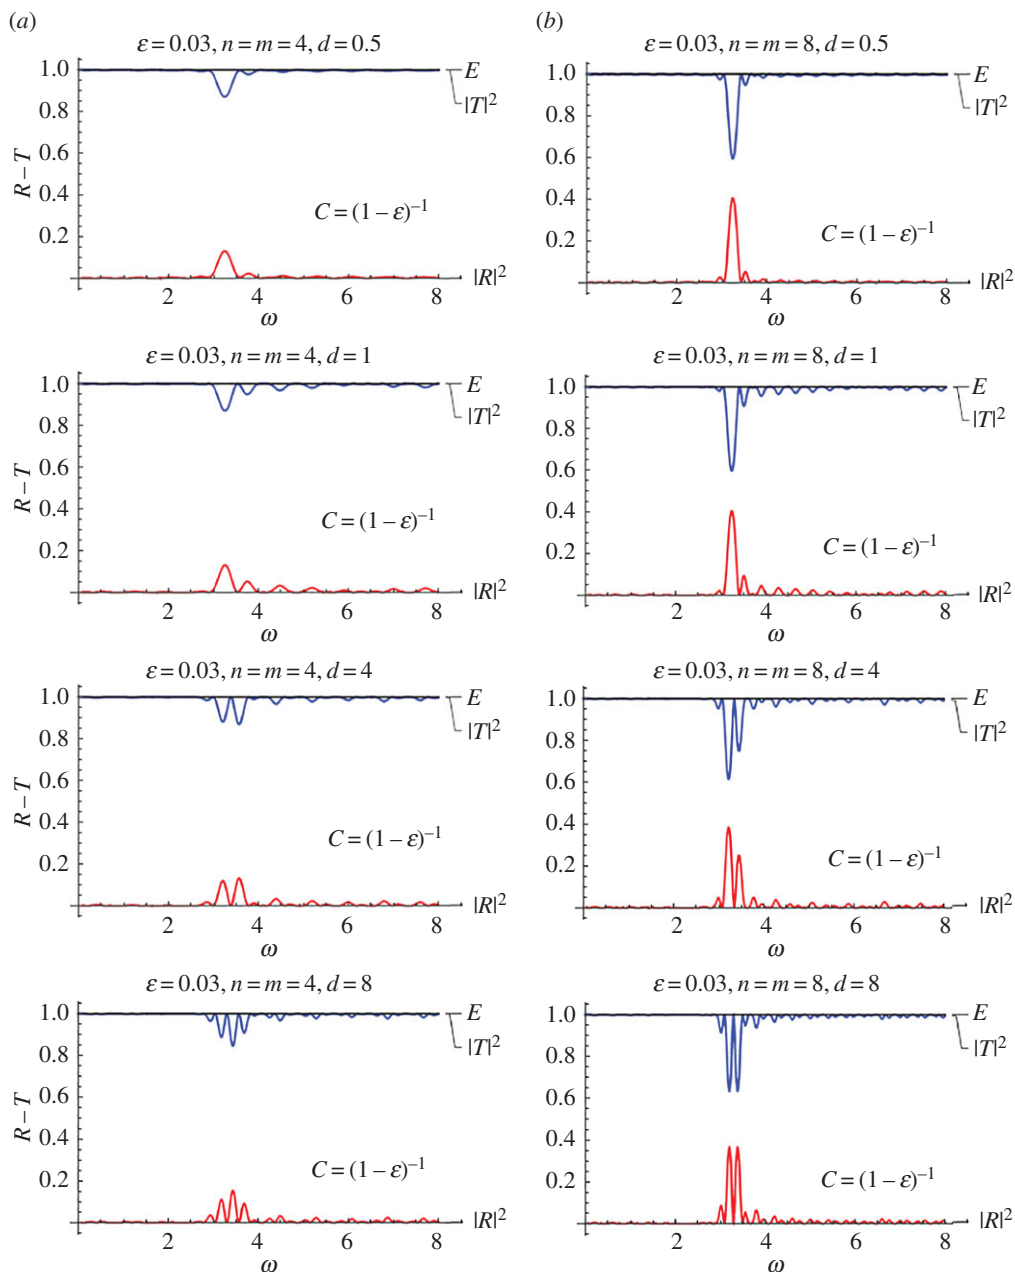 (a)
ε = 0.03, n = m = 4, d = 0.5
1.0
0.8
0.6
0.4
0.2
R – T
E
|T|²
C = (1 – ε)⁻¹
|R|²
2 4 6 8
ω
ε = 0.03, n = m = 4, d = 1
1.0
0.8
0.6
0.4
0.2
R – T
E
|T|²
C = (1 – ε)⁻¹
|R|²
2 4 6 8
ω
ε = 0.03, n = m = 4, d = 4
1.0
0.8
0.6
0.4
0.2
R – T
E
|T|²
C = (1 – ε)⁻¹
|R|²
2 4 6 8
ω
ε = 0.03, n = m = 4, d = 8
1.0
0.8
0.6
0.4
0.2
R – T
E
|T|²
C = (1 – ε)⁻¹
|R|²
2 4 6 8
ω
(b)
ε = 0.03, n = m = 8, d = 0.5
1.0
0.8
0.6
0.4
0.2
E
|T|²
C = (1 – ε)⁻¹
|R|²
2 4 6 8
ω
ε = 0.03, n = m = 8, d = 1
1.0
0.8
0.6
0.4
0.2
E
|T|²
C = (1 – ε)⁻¹
|R|²
2 4 6 8
ω
ε = 0.03, n = m = 8, d = 4
1.0
0.8
0.6
0.4
0.2
E
|T|²
C = (1 – ε)⁻¹
|R|²
2 4 6 8
ω
ε = 0.03, n = m = 8, d = 8
1.0
0.8
0.6
0.4
0.2
E
|T|²
C = (1 – ε)⁻¹
|R|²
2 4 6 8
ω